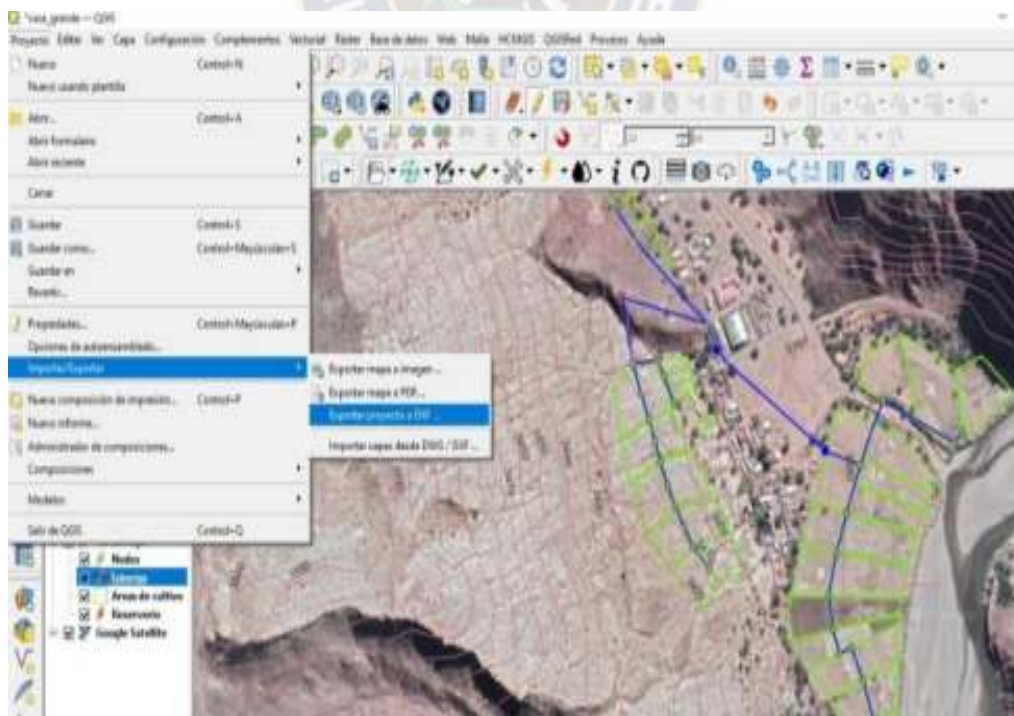 *casa_grande — QGIS
Proyecto Editar Ver Capa Configuración Complementos Vectorial Ráster Base de datos Web Malla HCMGIS Procesos Ayuda
Nuevo Control+N
Nuevo usando plantilla
Abrir... Control+A
Abrir formulario
Abrir reciente
Cerrar
Guardar Control+S
Guardar como... Control+Mayúsculas+S
Guardar en
Revertir...
Propiedades... Control+Mayúsculas+P
Opciones de autoensamblado...
Importar/Exportar
Exportar mapa a imagen...
Exportar mapa a PDF...
Exportar proyecto a DXF...
Importar capas desde DWG / DXF...
Nueva composición de impresión... Control+P
Nuevo informe...
Administrador de composiciones...
Composiciones
Modelos
Salir de QGIS Control+Q
Nodos
Tuberias
Areas de cultivo
Reservorio
Google Satellite